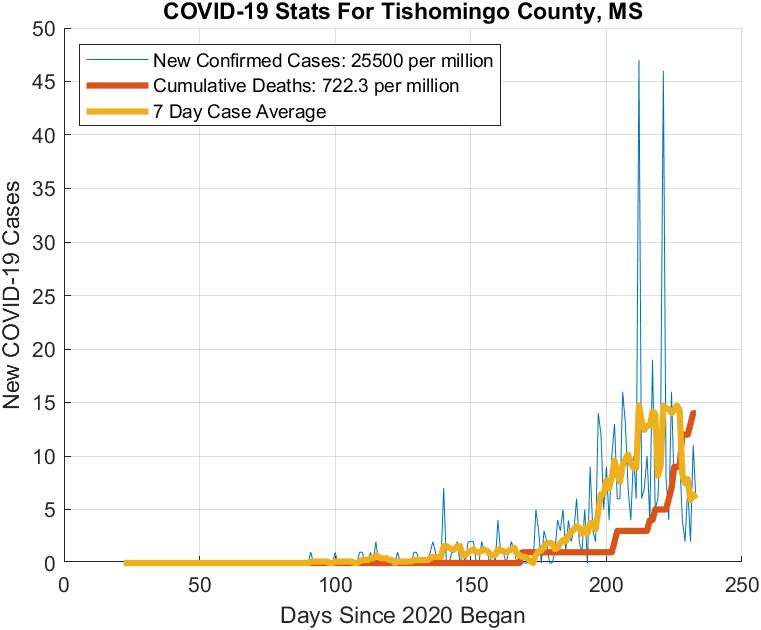 COVID-19 Stats For Tishomingo County, MS
New Confirmed Cases: 25500 per million
Cumulative Deaths: 722.3 per million
7 Day Case Average
New COVID-19 Cases
50
45
40
35
30
25
20
15
10
5
0
0 50 100 150 200 250
Days Since 2020 Began